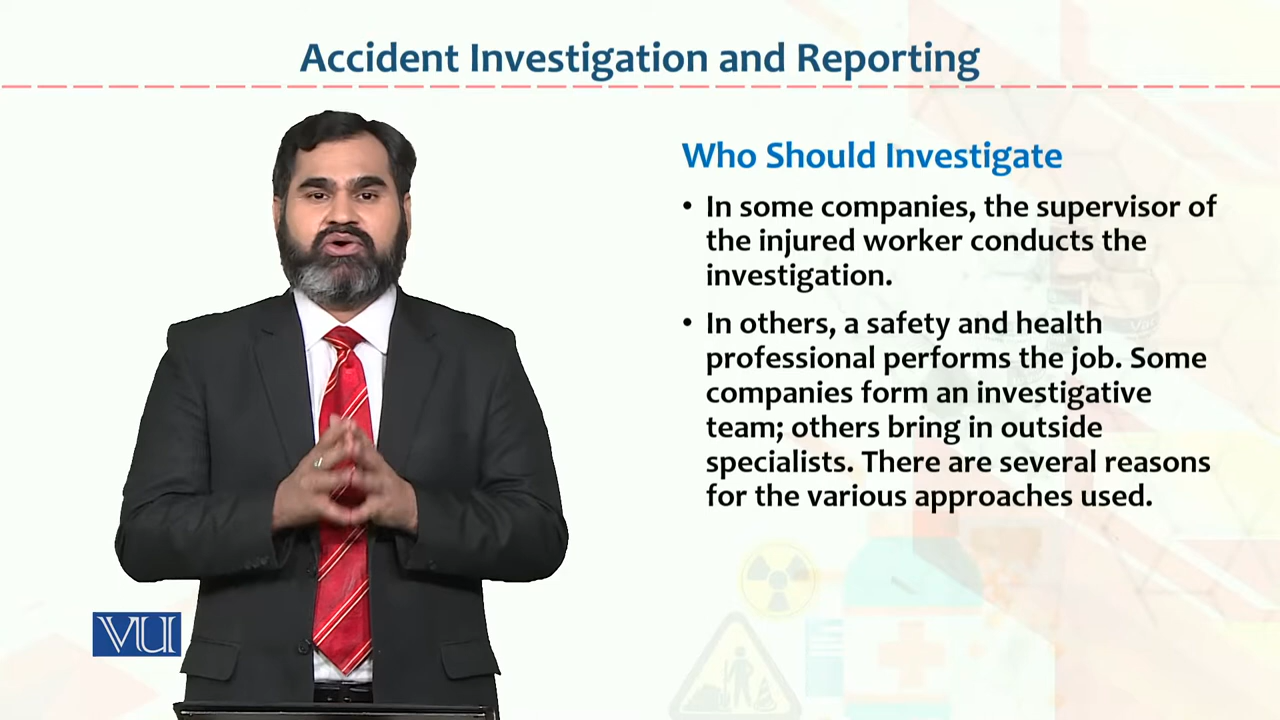 Accident Investigation and Reporting
Who Should Investigate
• In some companies, the supervisor of
the injured worker conducts the
investigation.
• In others, a safety and health
professional performs the job. Some
companies form an investigative
team; others bring in outside
specialists. There are several reasons
for the various approaches used.
VU